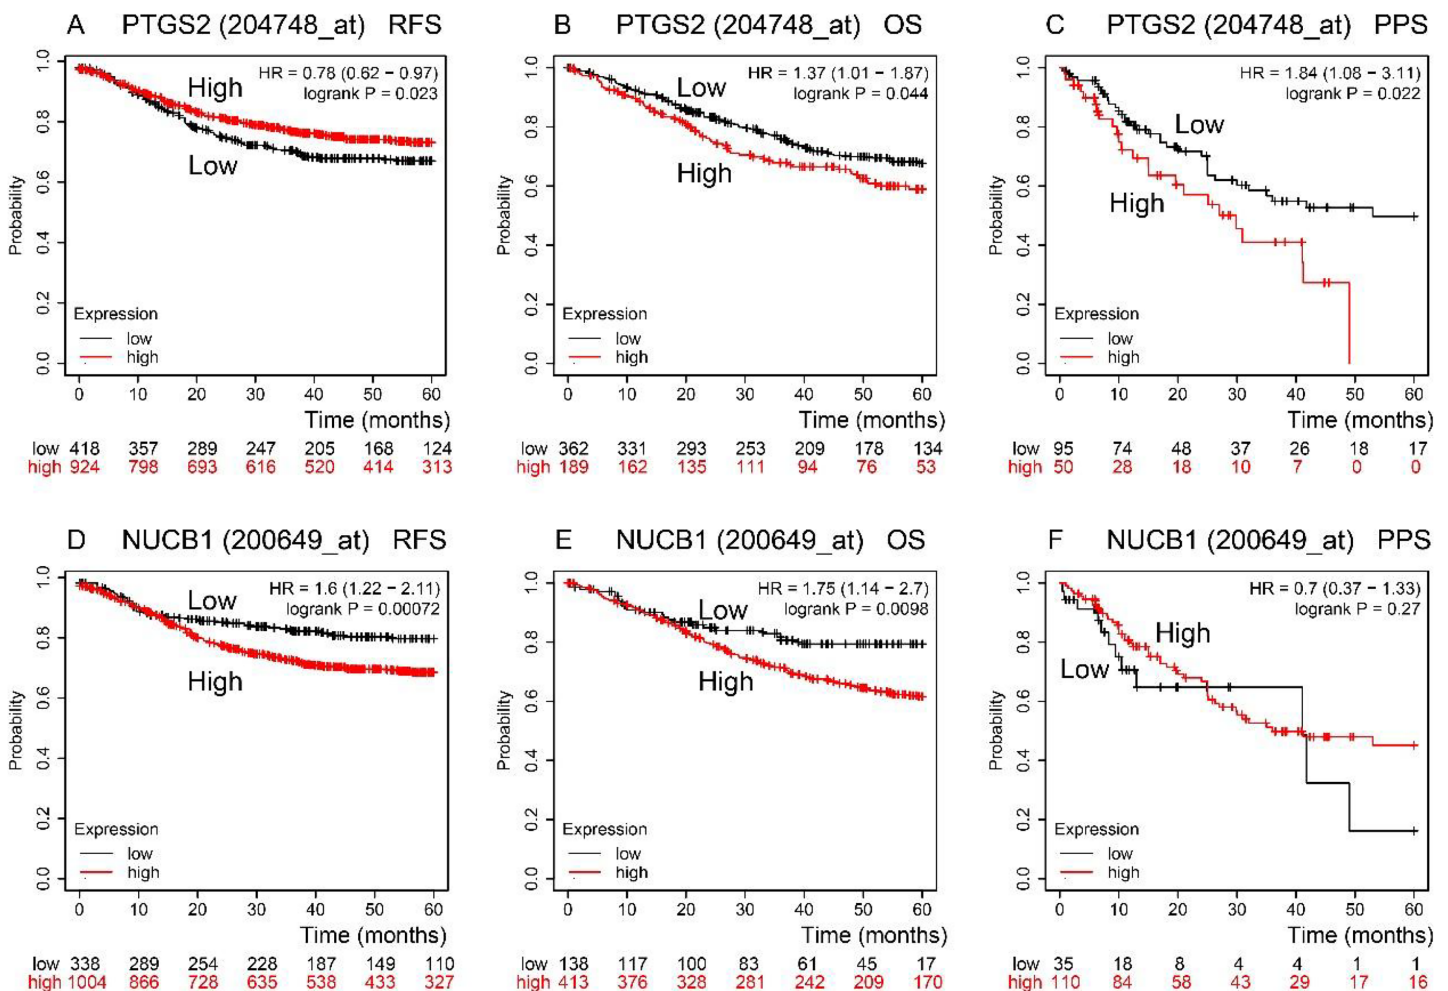 A PTGS2 (204748_at) RFS
HR = 0.78 (0.62 − 0.97)
logrank P = 0.023
High
Low
Probability
1.0
0.8
0.6
0.4
0.2
0.0
Expression
low
high
0 10 20 30 40 50 60
Time (months)
low 418 357 289 247 205 168 124
high 924 798 693 616 520 414 313
B PTGS2 (204748_at) OS
HR = 1.37 (1.01 − 1.87)
logrank P = 0.044
Low
High
Probability
1.0
0.8
0.6
0.4
0.2
0.0
Expression
low
high
0 10 20 30 40 50 60
Time (months)
low 362 331 293 253 209 178 134
high 189 162 135 111 94 76 53
C PTGS2 (204748_at) PPS
HR = 1.84 (1.08 − 3.11)
logrank P = 0.022
Low
High
Probability
1.0
0.8
0.6
0.4
0.2
0.0
Expression
low
high
0 10 20 30 40 50 60
Time (months)
low 95 74 48 37 26 18 17
high 50 28 18 10 7 0 0
D NUCB1 (200649_at) RFS
HR = 1.6 (1.22 − 2.11)
logrank P = 0.00072
Low
High
Probability
1.0
0.8
0.6
0.4
0.2
0.0
Expression
low
high
0 10 20 30 40 50 60
Time (months)
low 338 289 254 228 187 149 110
high 1004 866 728 635 538 433 327
E NUCB1 (200649_at) OS
HR = 1.75 (1.14 − 2.7)
logrank P = 0.0098
Low
High
Probability
1.0
0.8
0.6
0.4
0.2
0.0
Expression
low
high
0 10 20 30 40 50 60
Time (months)
low 138 117 100 83 61 45 17
high 413 376 328 281 242 209 170
F NUCB1 (200649_at) PPS
HR = 0.7 (0.37 − 1.33)
logrank P = 0.27
High
Low
Probability
1.0
0.8
0.6
0.4
0.2
0.0
Expression
low
high
0 10 20 30 40 50 60
Time (months)
low 35 18 8 4 4 1 1
high 110 84 58 43 29 17 16